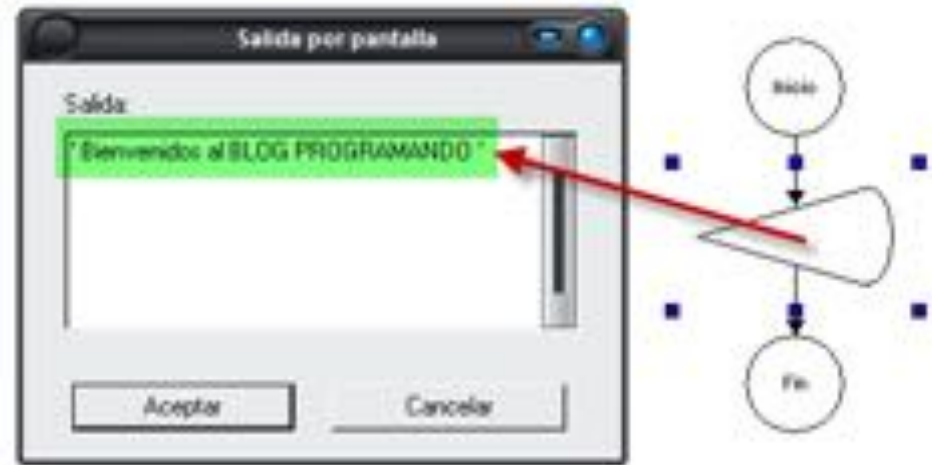 Salida por pantalla
Salida:
" Bienvenidos al BLOG PROGRAMANDO "
Aceptar
Cancelar
Inicio
Fin